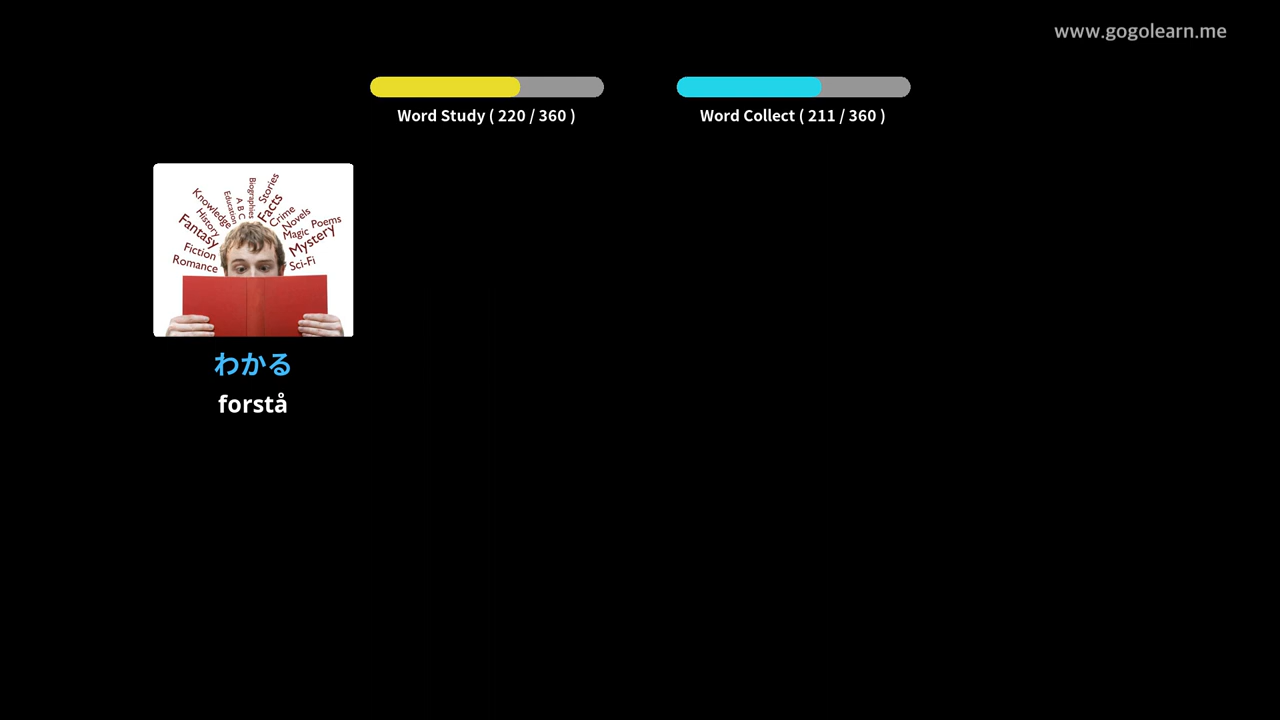 www.gogolearn.me
Word Study ( 220 / 360 )
Word Collect ( 211 / 360 )
Knowledge
History
Fantasy
Fiction
Romance
Education
A B C
Biographies
Stories
Facts
Crime
Novels
Magic
Poems
Mystery
Sci-Fi
わかる
forstå